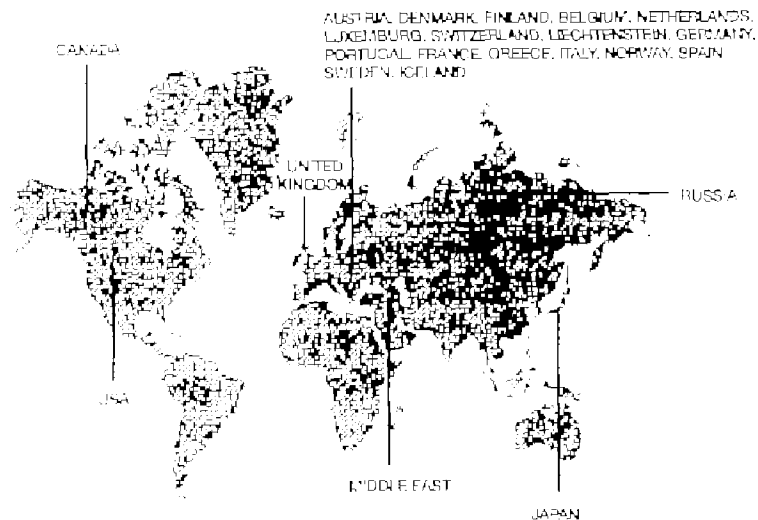 AUSTRIA, DENMARK, FINLAND, BELGIUM, NETHERLANDS,
LUXEMBURG, SWITZERLAND, LIECHTENSTEIN, GERMANY,
PORTUGAL, FRANCE, GREECE, ITALY, NORWAY, SPAIN
SWEDEN, ICELAND
CANADA
UNITED
KINGDOM
RUSSIA
USA
MIDDLE EAST
JAPAN